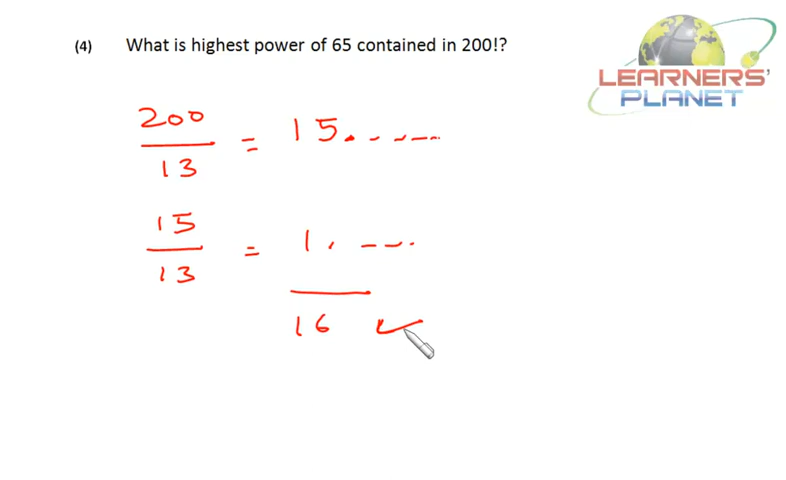 (4) What is highest power of 65 contained in 200!?
LEARNERS'
PLANET
200
13
= 15.....
15
13
= 1. ....
16